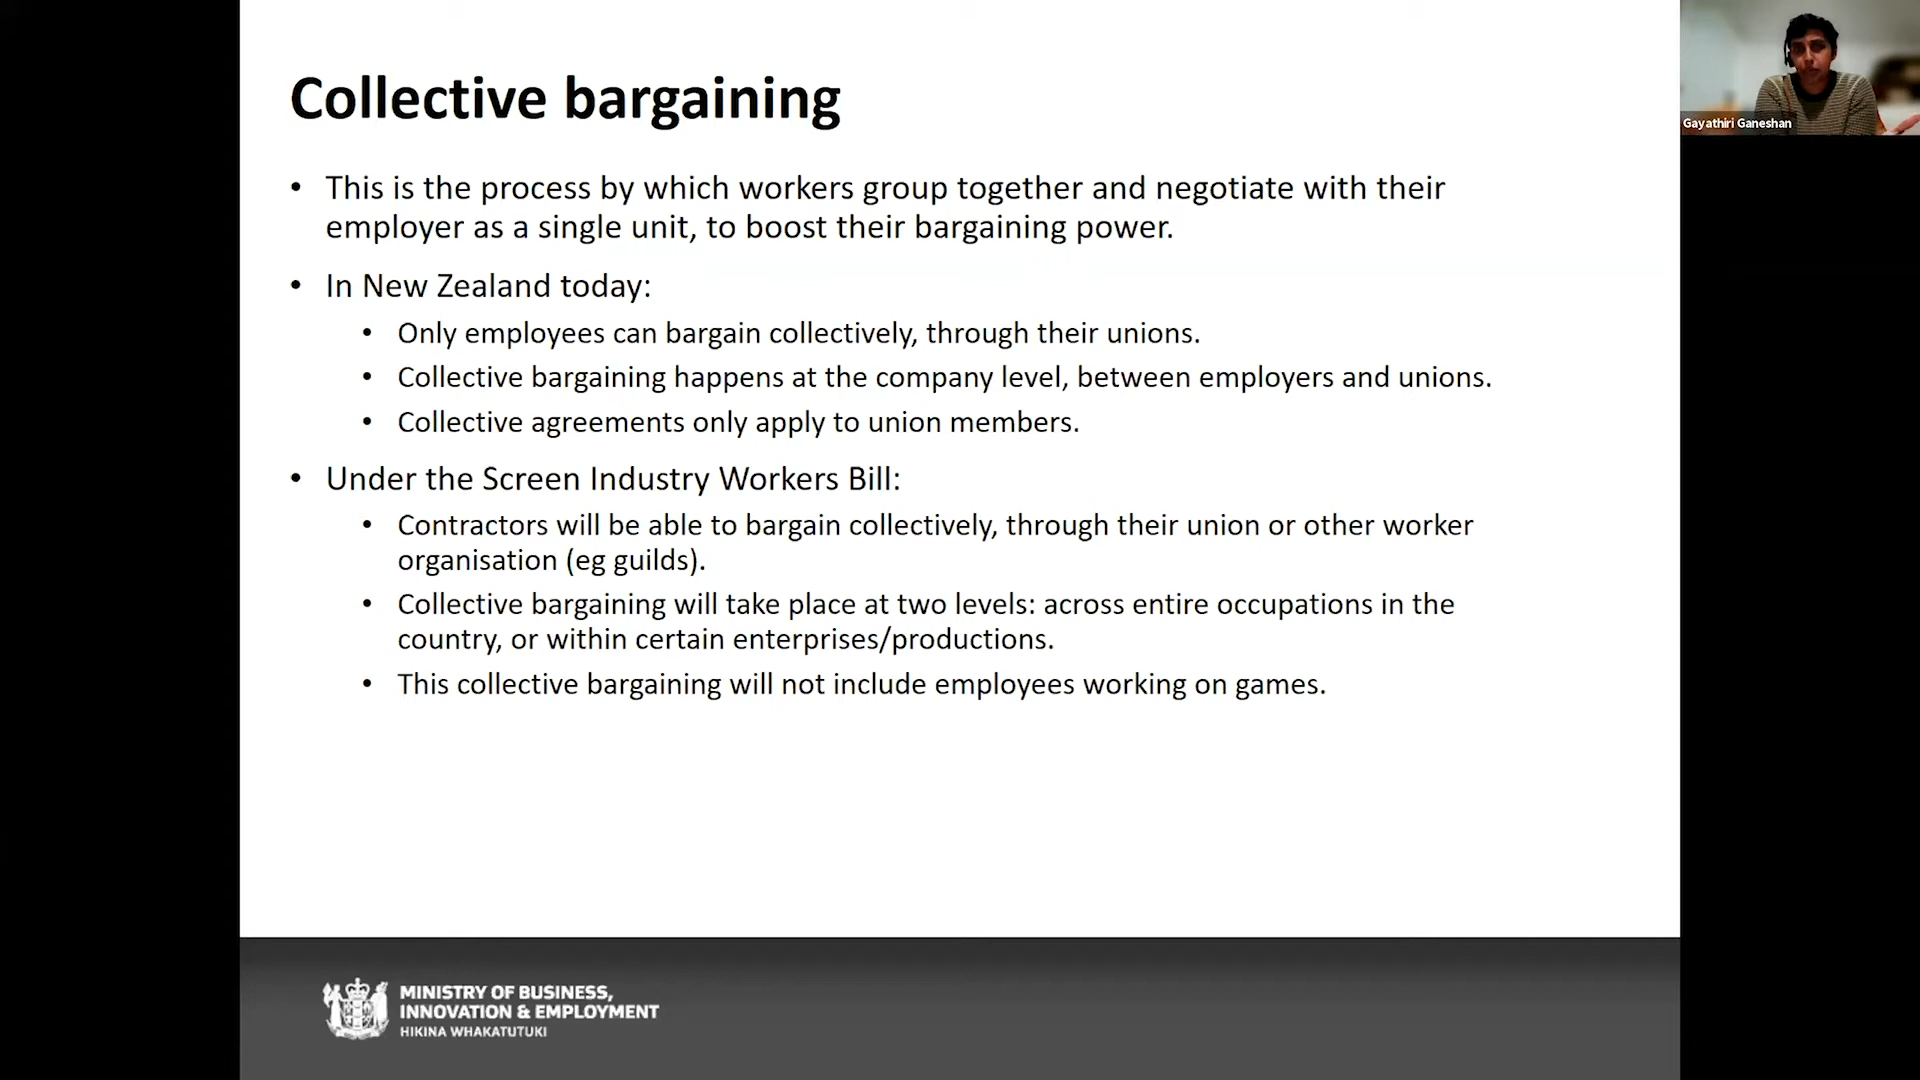 Collective bargaining
• This is the process by which workers group together and negotiate with their
employer as a single unit, to boost their bargaining power.
• In New Zealand today:
• Only employees can bargain collectively, through their unions.
• Collective bargaining happens at the company level, between employers and unions.
• Collective agreements only apply to union members.
• Under the Screen Industry Workers Bill:
• Contractors will be able to bargain collectively, through their union or other worker
organisation (eg guilds).
• Collective bargaining will take place at two levels: across entire occupations in the
country, or within certain enterprises/productions.
• This collective bargaining will not include employees working on games.
MINISTRY OF BUSINESS,
INNOVATION & EMPLOYMENT
HIKINA WHAKATUTUKI
Gayathiri Ganeshan